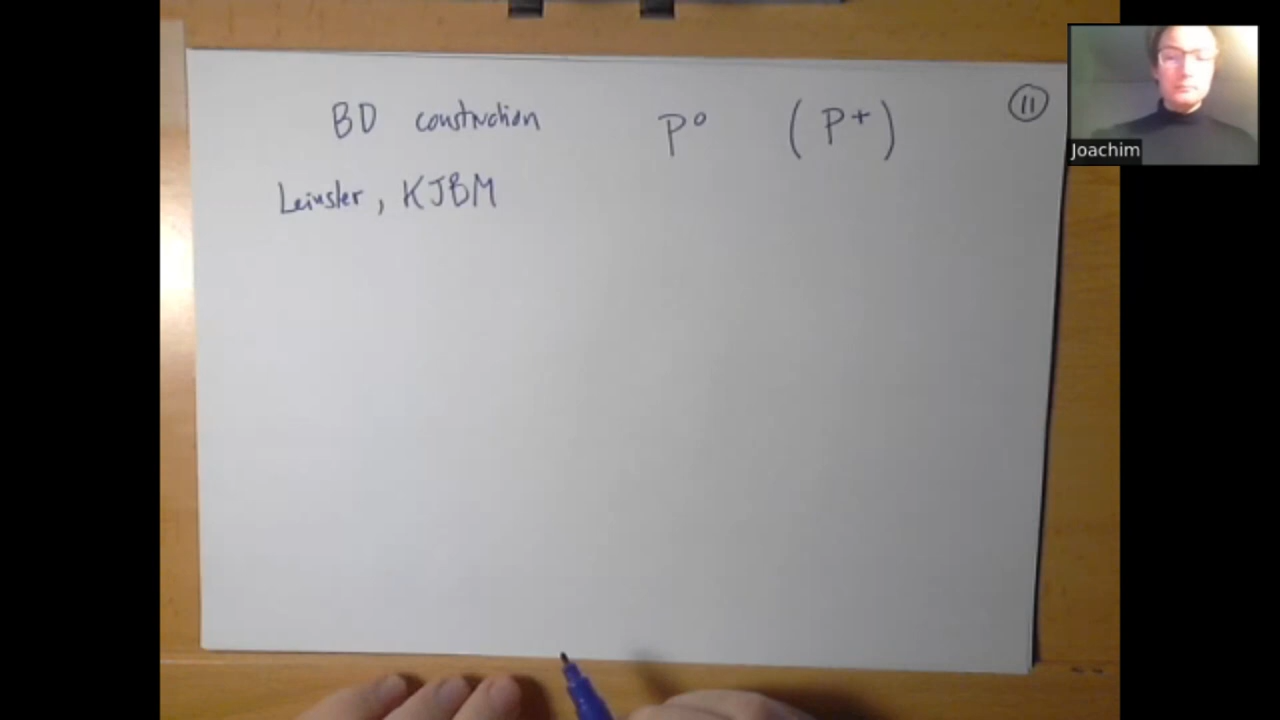 BD construction P° (P+) 11
Leinster, KJBM
Joachim